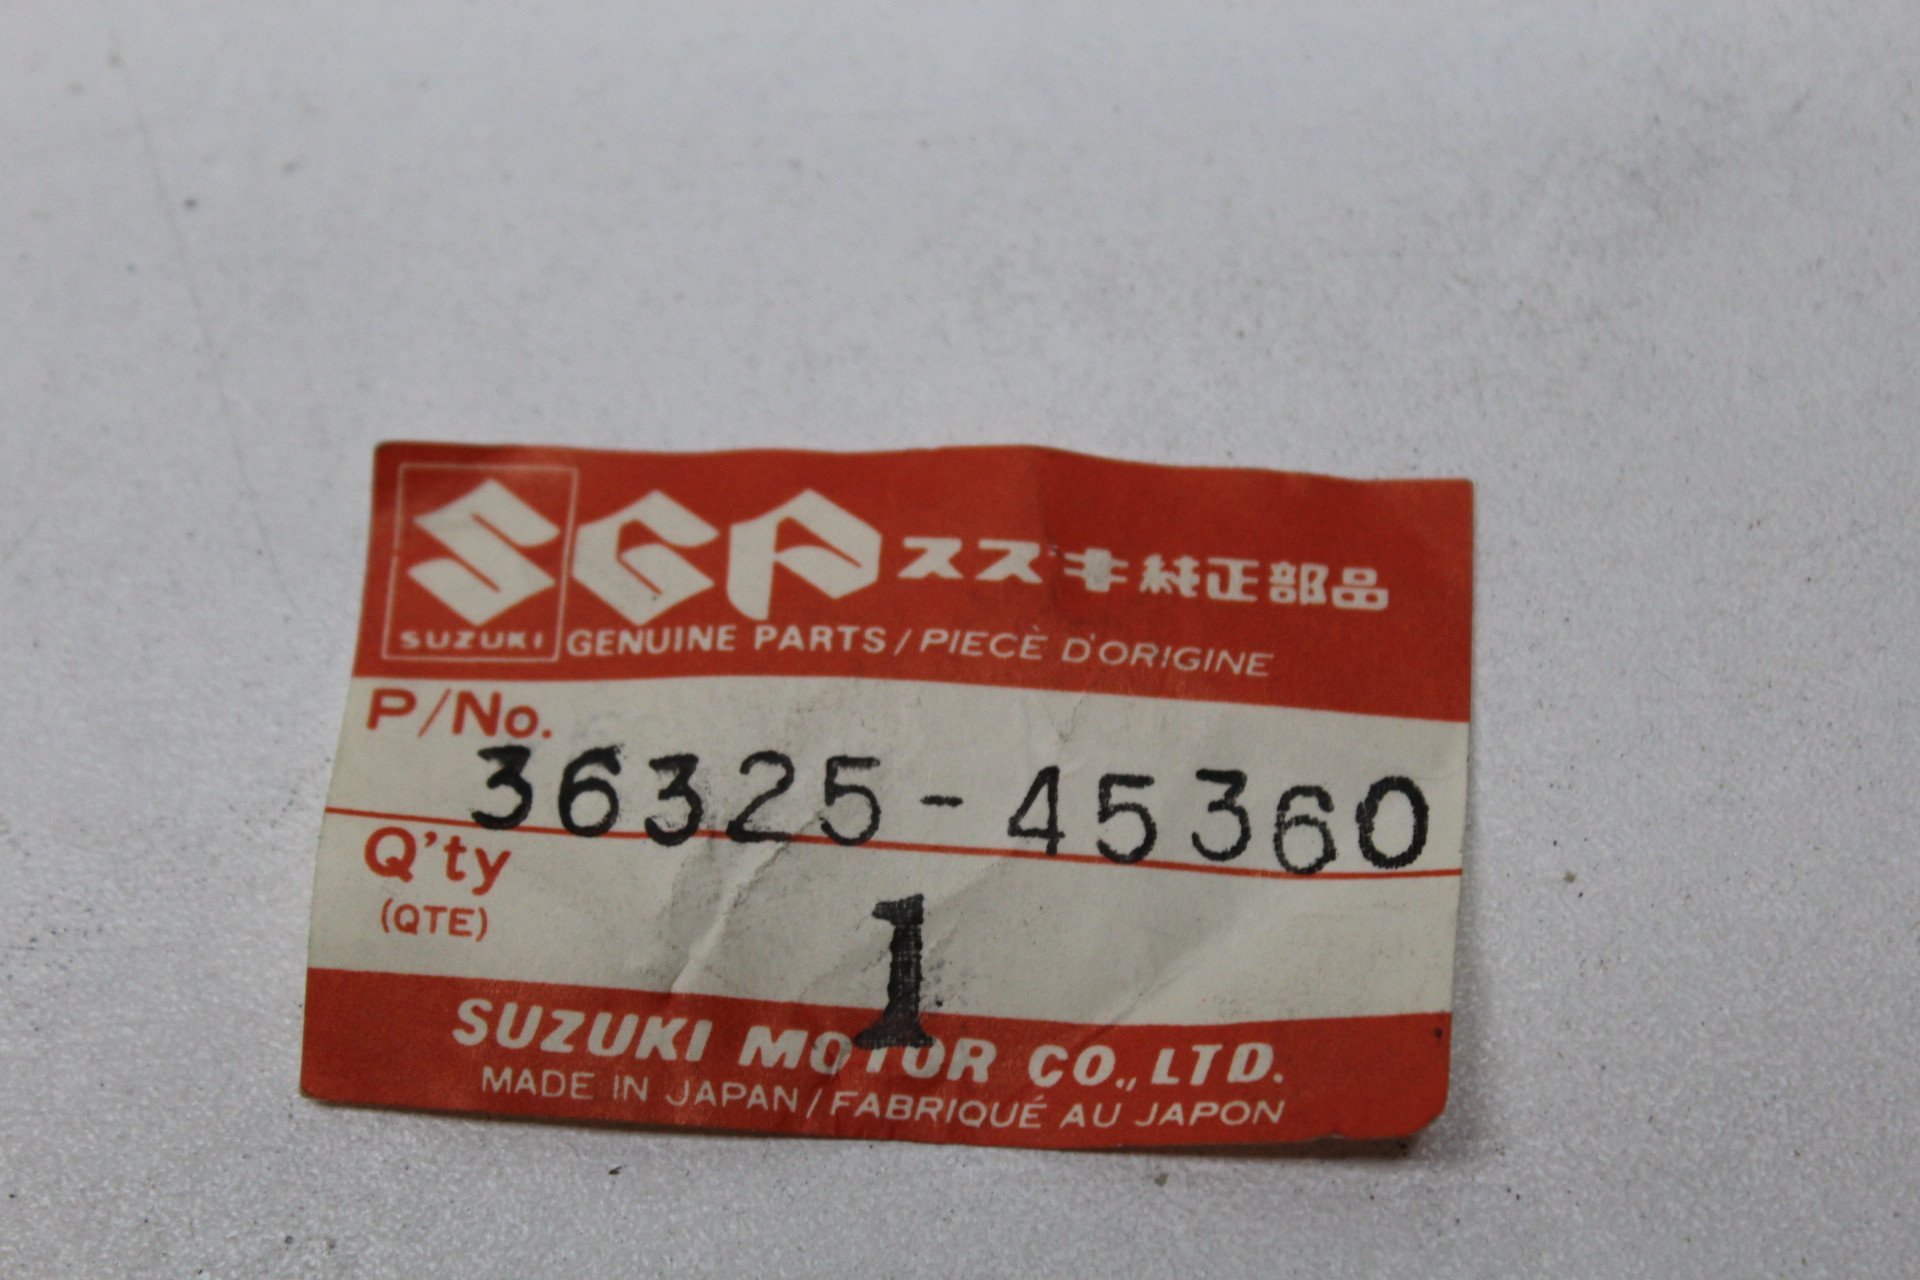 SGP スズキ純正部品
SUZUKI GENUINE PARTS / PIECÈ D'ORIGINE
P/No.
36325-45360
Q'ty
(QTE)
1
SUZUKI MOTOR CO., LTD.
MADE IN JAPAN / FABRIQUÉ AU JAPON